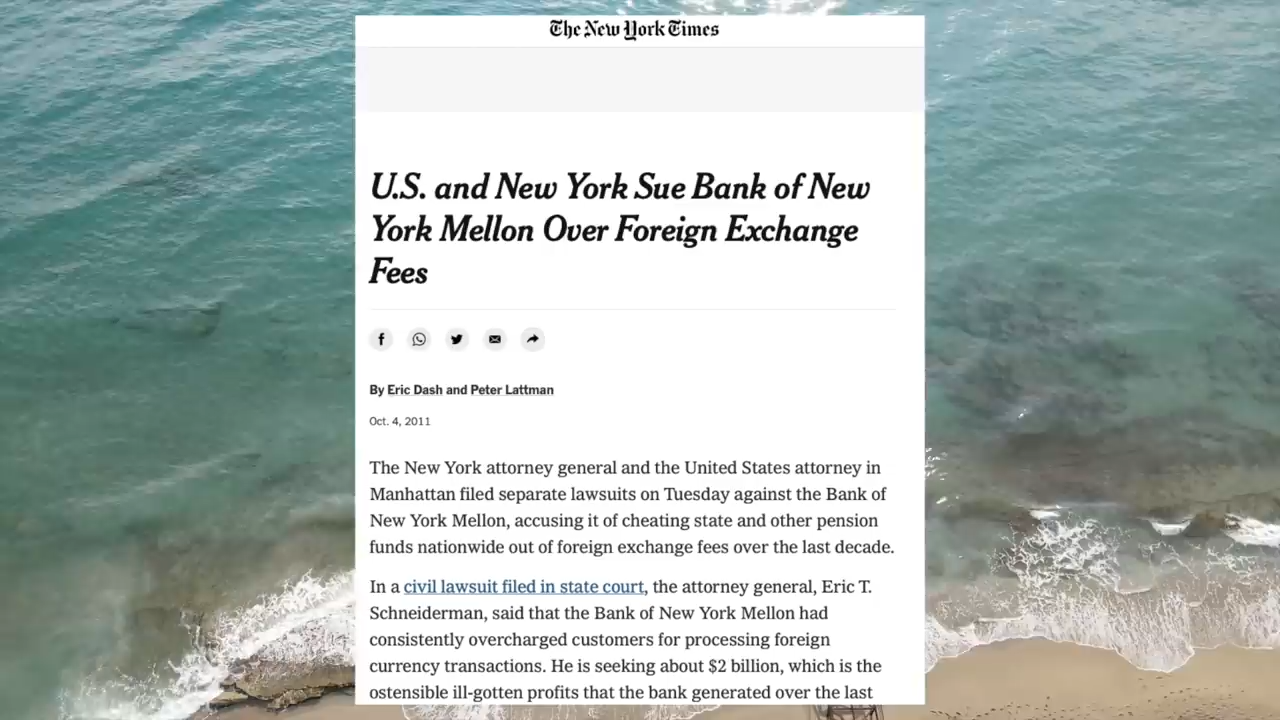 The New York Times
U.S. and New York Sue Bank of New
York Mellon Over Foreign Exchange
Fees
By Eric Dash and Peter Lattman
Oct. 4, 2011
The New York attorney general and the United States attorney in
Manhattan filed separate lawsuits on Tuesday against the Bank of
New York Mellon, accusing it of cheating state and other pension
funds nationwide out of foreign exchange fees over the last decade.
In a civil lawsuit filed in state court, the attorney general, Eric T.
Schneiderman, said that the Bank of New York Mellon had
consistently overcharged customers for processing foreign
currency transactions. He is seeking about $2 billion, which is the
ostensible ill-gotten profits that the bank generated over the last